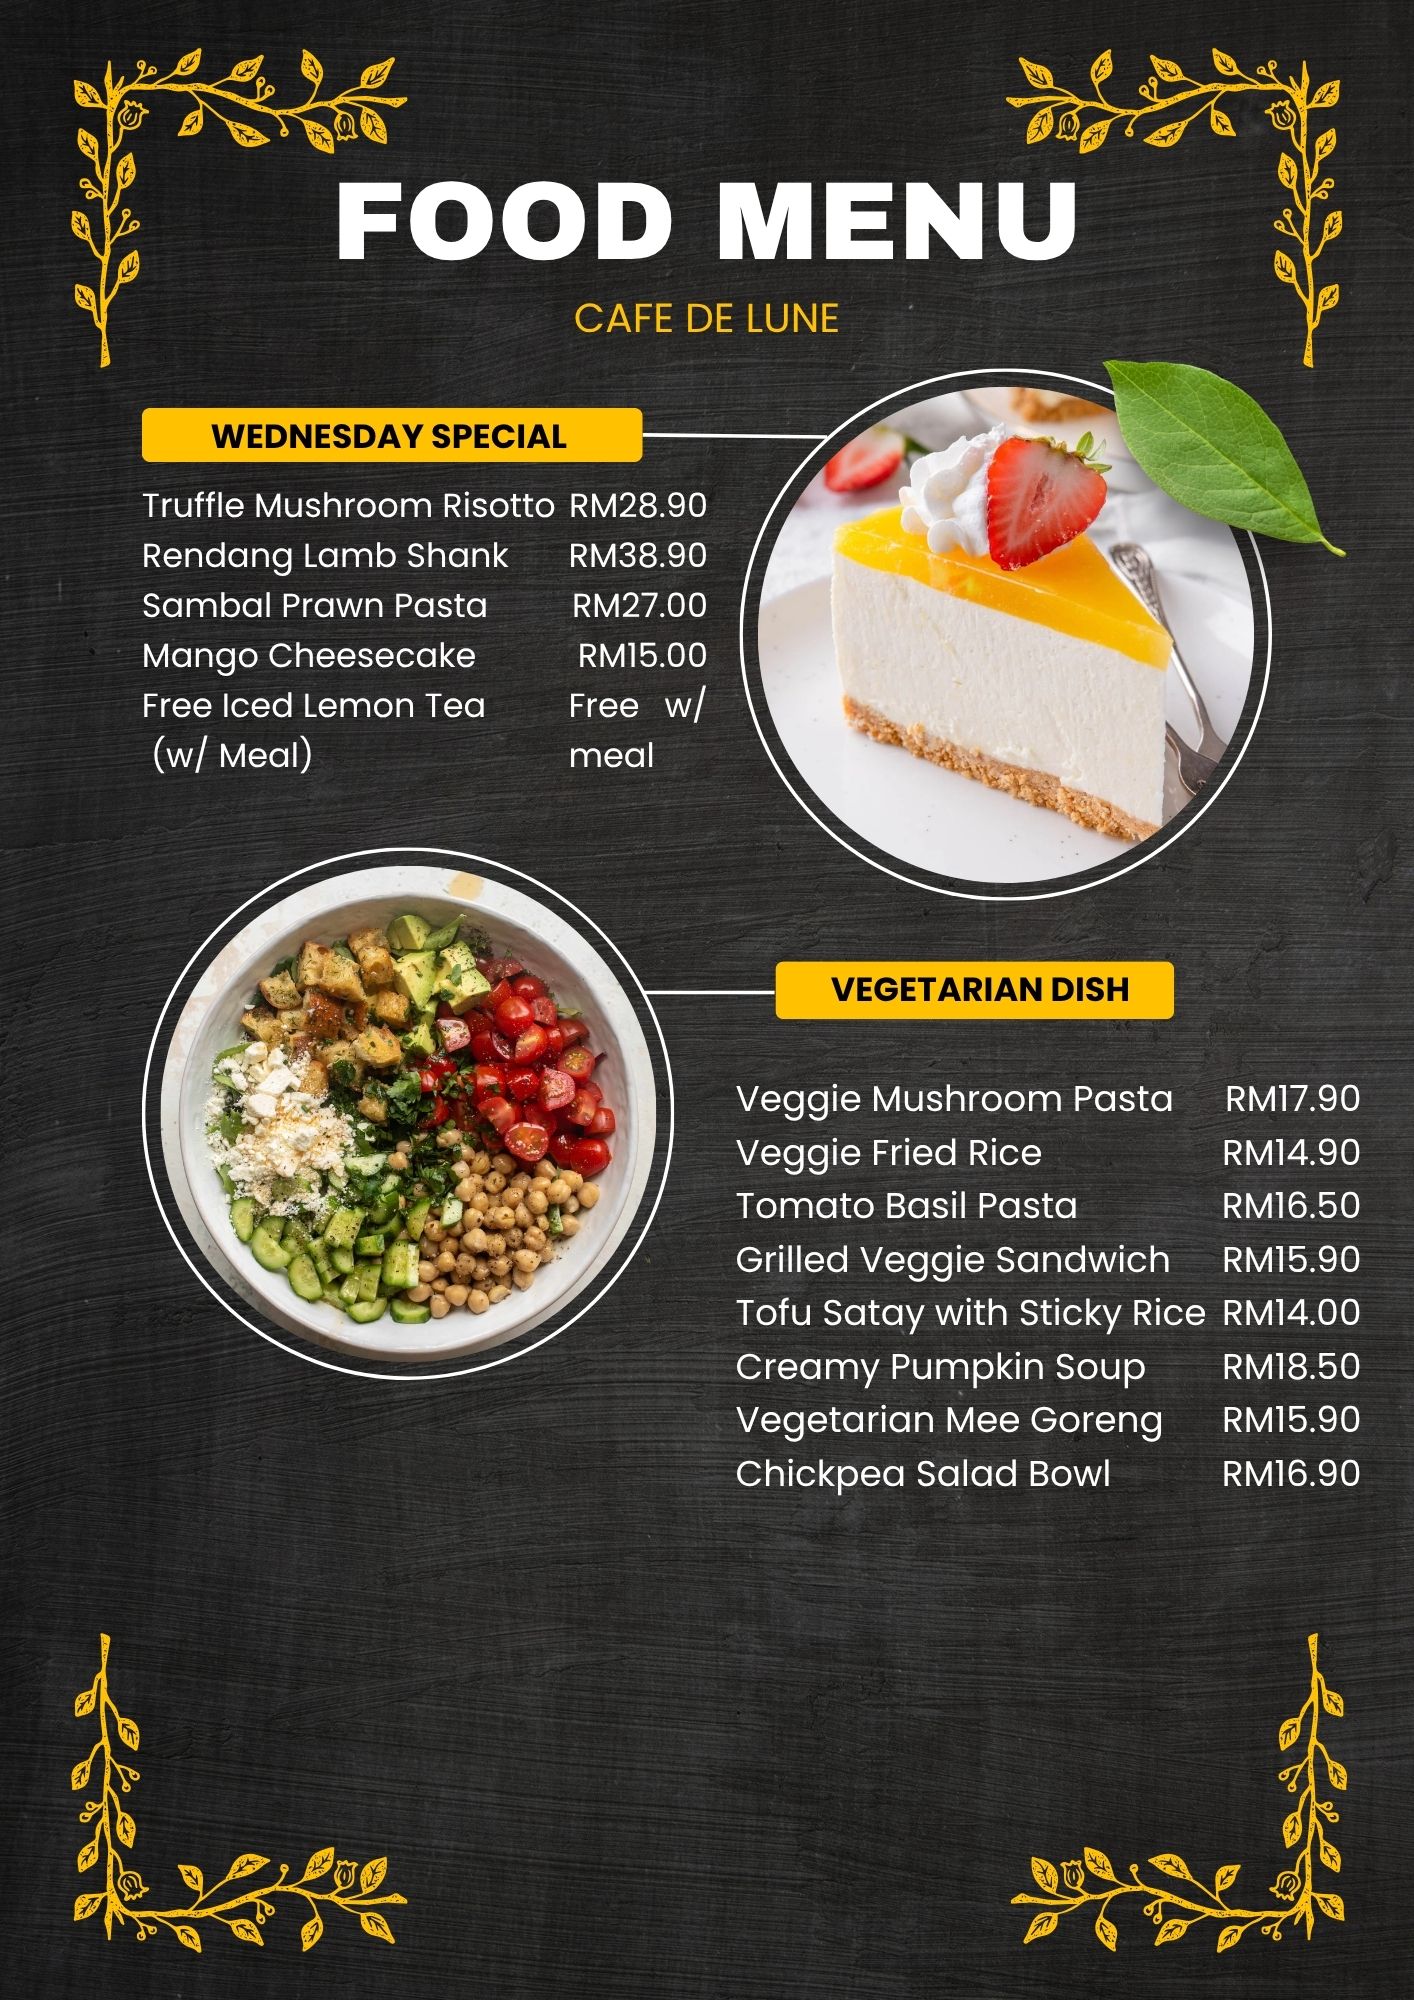 FOOD MENU
CAFE DE LUNE
WEDNESDAY SPECIAL
Truffle Mushroom Risotto RM28.90
Rendang Lamb Shank RM38.90
Sambal Prawn Pasta RM27.00
Mango Cheesecake RM15.00
Free Iced Lemon Tea Free w/
(w/ Meal) meal
VEGETARIAN DISH
Veggie Mushroom Pasta RM17.90
Veggie Fried Rice RM14.90
Tomato Basil Pasta RM16.50
Grilled Veggie Sandwich RM15.90
Tofu Satay with Sticky Rice RM14.00
Creamy Pumpkin Soup RM18.50
Vegetarian Mee Goreng RM15.90
Chickpea Salad Bowl RM16.90